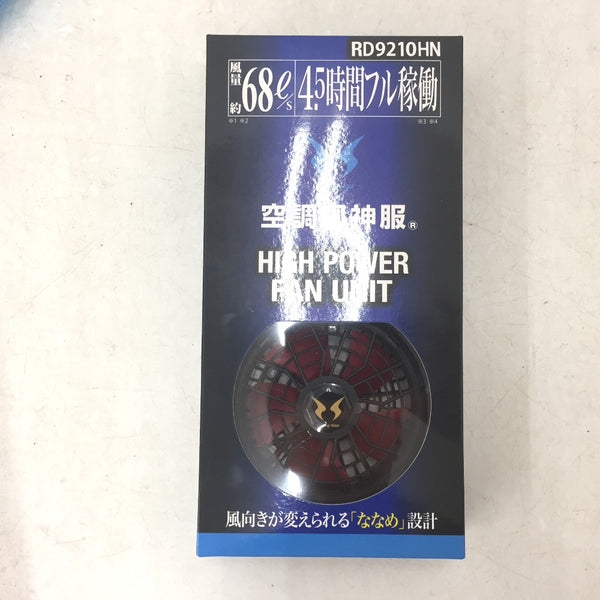 RD9210HN
風量 約 68ℓ/s 4.5時間フル稼働
※1 ※2 ※3 ※4
空調風神服®
HIGH POWER
FAN UNIT
風向きが変えられる「ななめ」設計